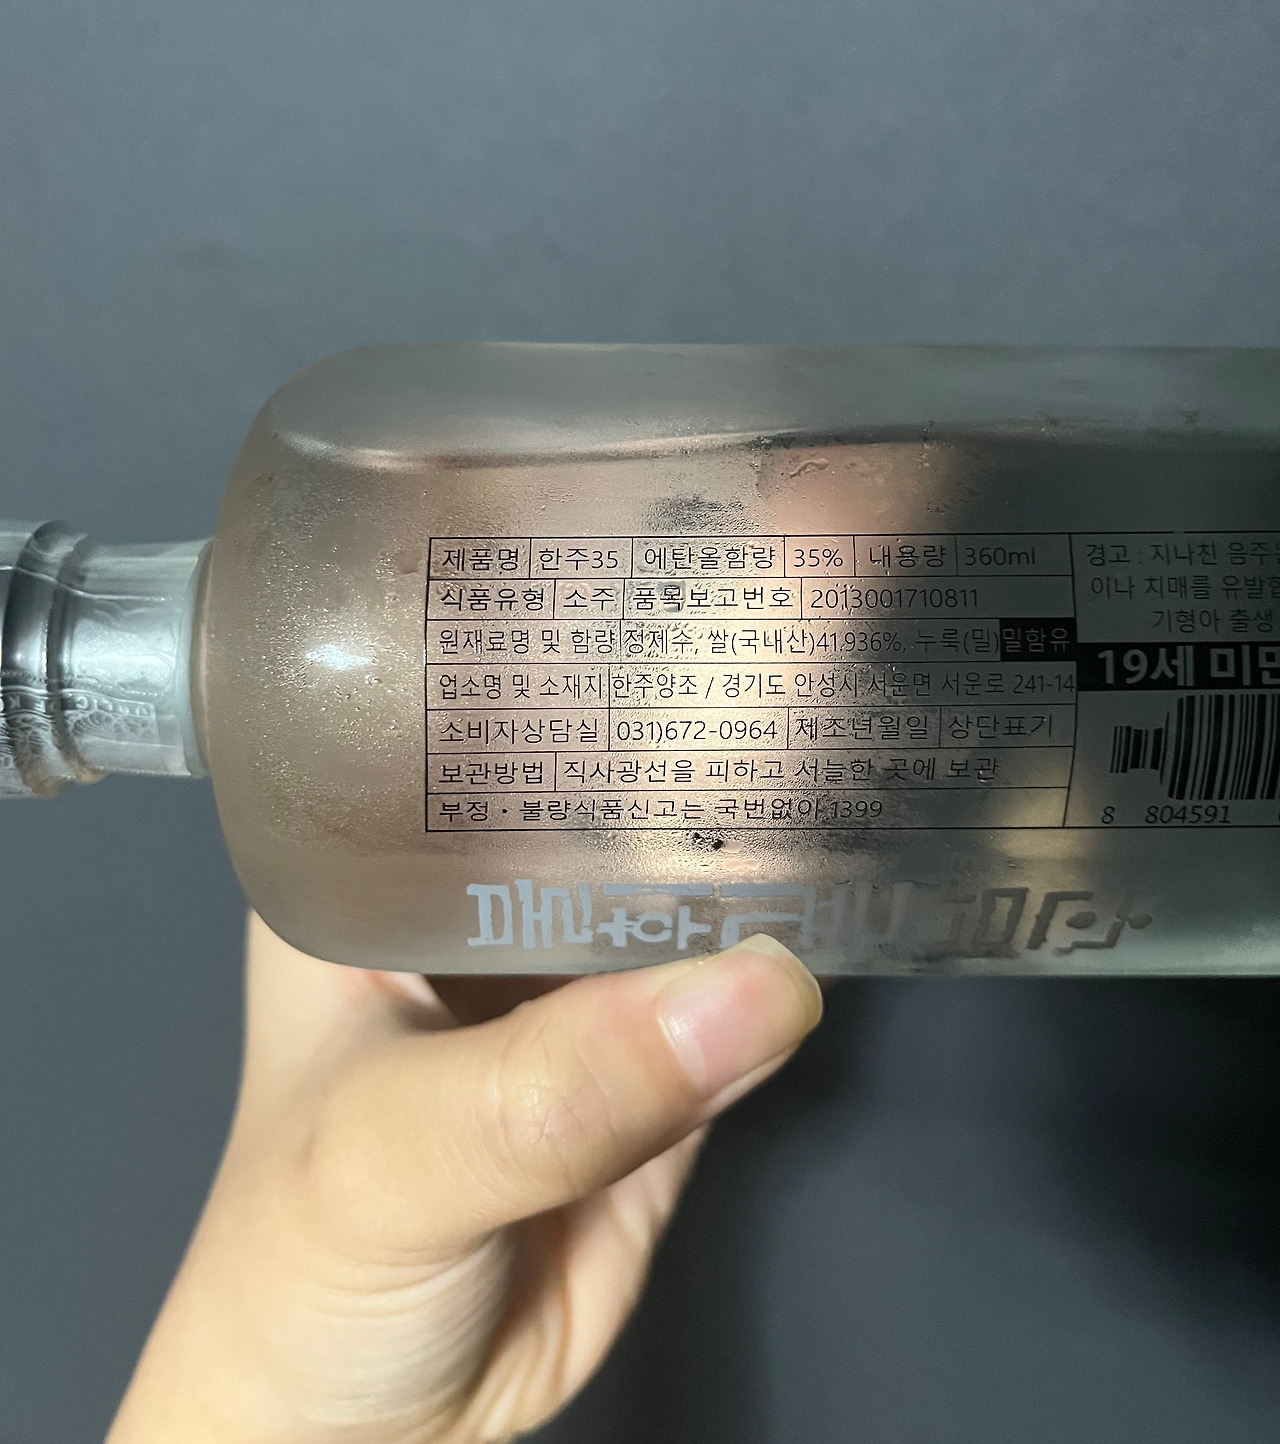 제품명 한주35 에탄올함량 35% 내용량 360ml
식품유형 소주 품목보고번호 2013001710811
원재료명 및 함량 정제수, 쌀(국내산)41.936%, 누룩(밀) 밀함유
업소명 및 소재지 한주양조 / 경기도 안성시 서운면 서운로 241-14
소비자상담실 031)672-0964 제조년월일 상단표기
보관방법 직사광선을 피하고 서늘한 곳에 보관
부정·불량식품신고는 국번없이 1399
경고 : 지나친 음주
이나 치매를 유발
기형아 출생
19세 미만
8 804591